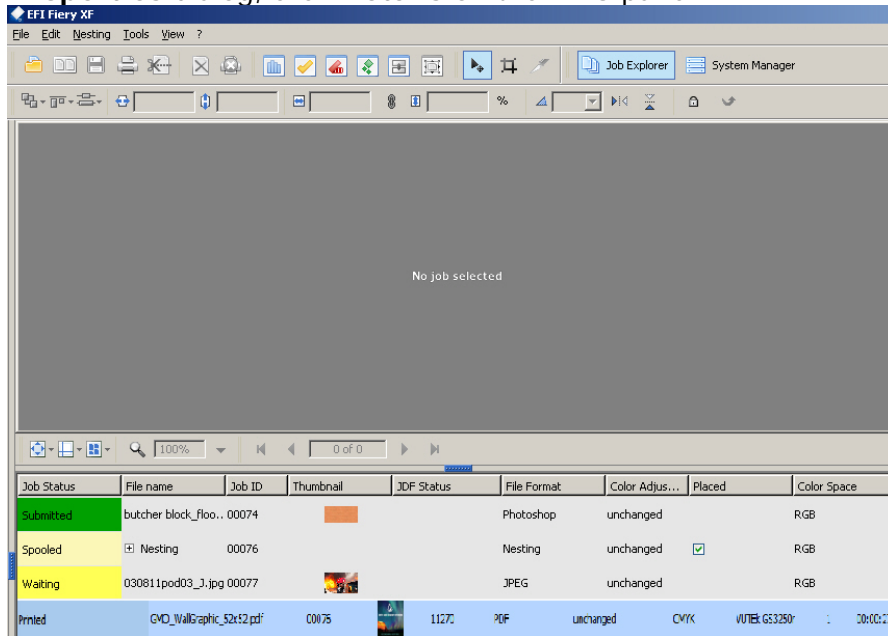 EFI Fiery XF
File Edit Nesting Tools View ?
Job Explorer System Manager
%
No job selected
100% 0 of 0
Job Status File name Job ID Thumbnail JDF Status File Format Color Adjus... Placed Color Space
Submitted butcher block_floo.. 00074 Photoshop unchanged RGB
Spooled Nesting 00076 Nesting unchanged RGB
Waiting 030811pod03_J.jpg 00077 JPEG unchanged RGB
Printed 00075 PDF unchanged CMYK